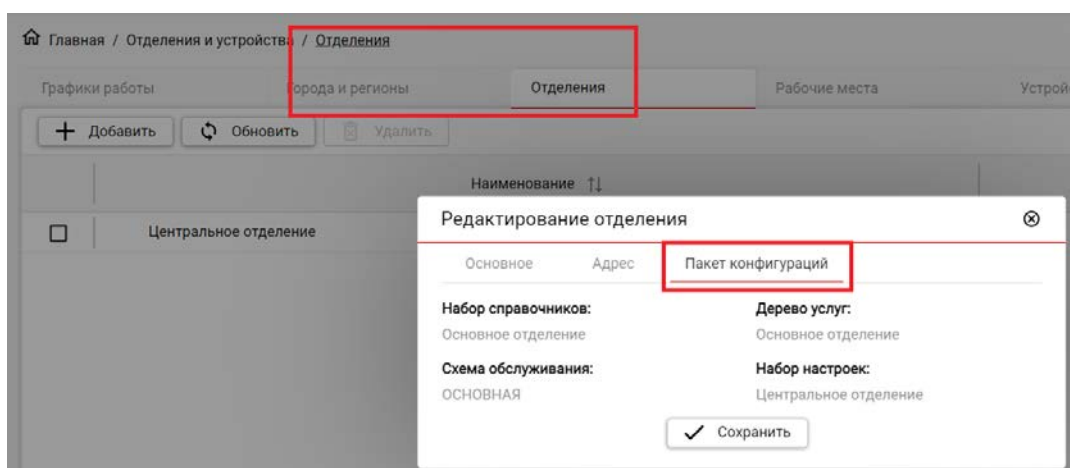 Главная / Отделения и устройства / Отделения
Графики работы Города и регионы Отделения Рабочие места Устрой
Добавить Обновить Удалить
Наименование
Центральное отделение
Редактирование отделения
Основное Адрес Пакет конфигураций
Набор справочников: Дерево услуг:
Основное отделение Основное отделение
Схема обслуживания: Набор настроек:
ОСНОВНАЯ Центральное отделение
Сохранить